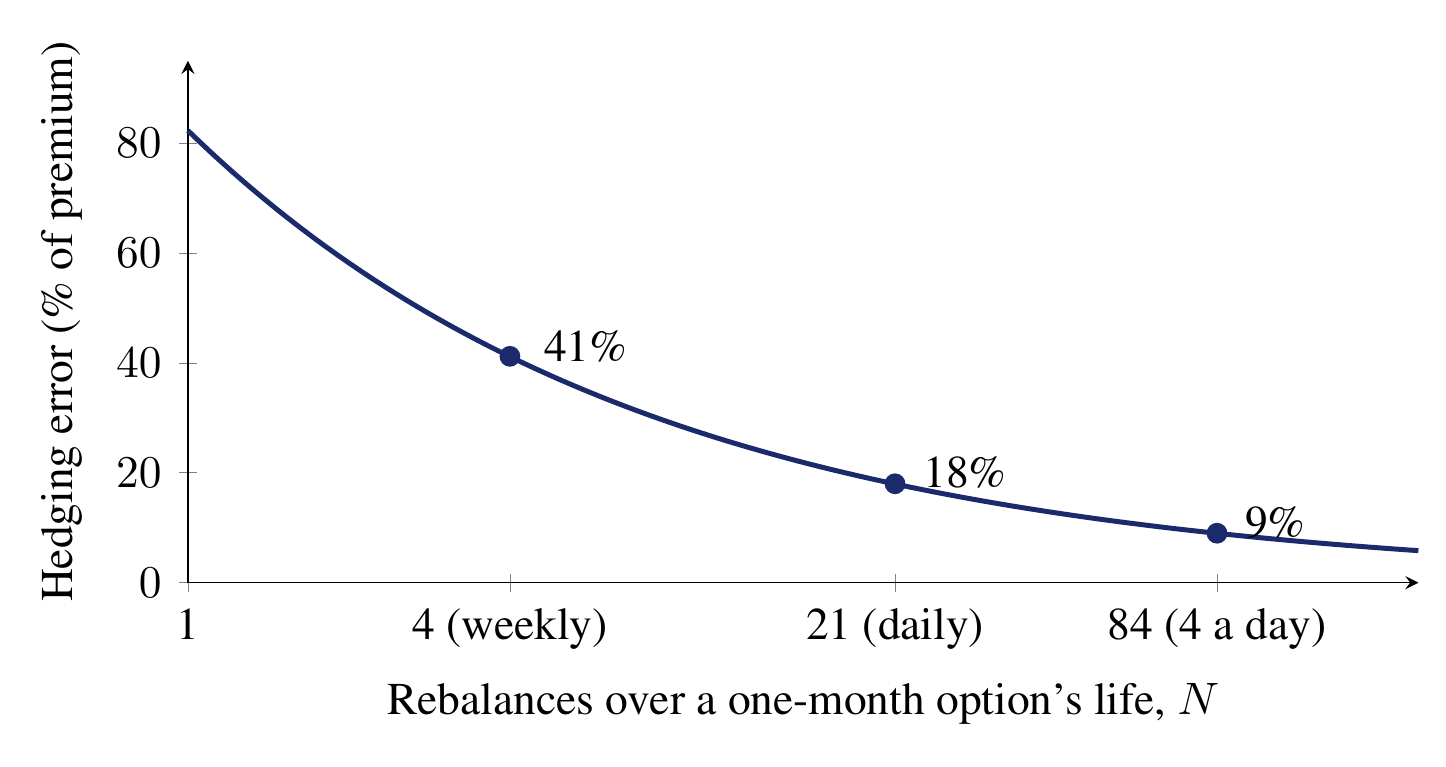 Hedging error (% of premium)
80
60
40
20
0
41%
18%
9%
1
4 (weekly)
21 (daily)
84 (4 a day)
Rebalances over a one-month option’s life, N